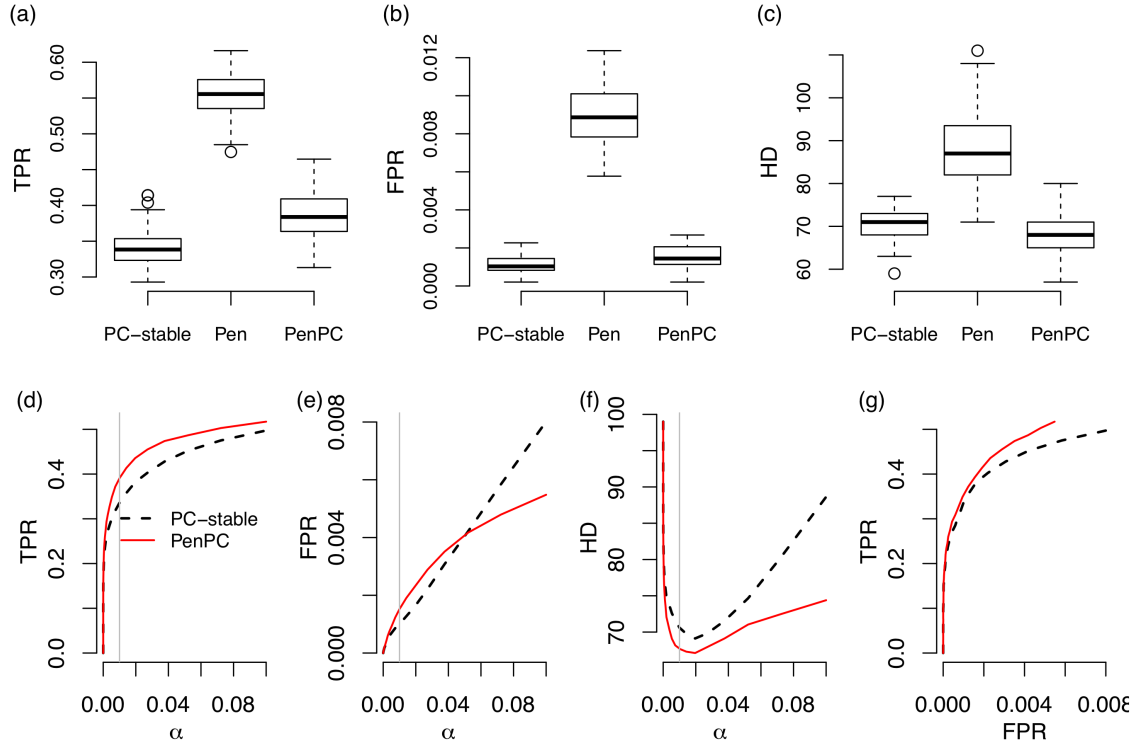 (a)
TPR
0.30 0.40 0.50 0.60
PC−stable Pen PenPC
(b)
FPR
0.000 0.004 0.008 0.012
PC−stable Pen PenPC
(c)
HD
60 70 80 90 100
PC−stable Pen PenPC
(d)
TPR
0.0 0.2 0.4
PC−stable
PenPC
0.00 0.04 0.08
α
(e)
FPR
0.000 0.004 0.008
0.00 0.04 0.08
α
(f)
HD
70 80 90 100
0.00 0.04 0.08
α
(g)
TPR
0.0 0.2 0.4
0.000 0.004 0.008
FPR